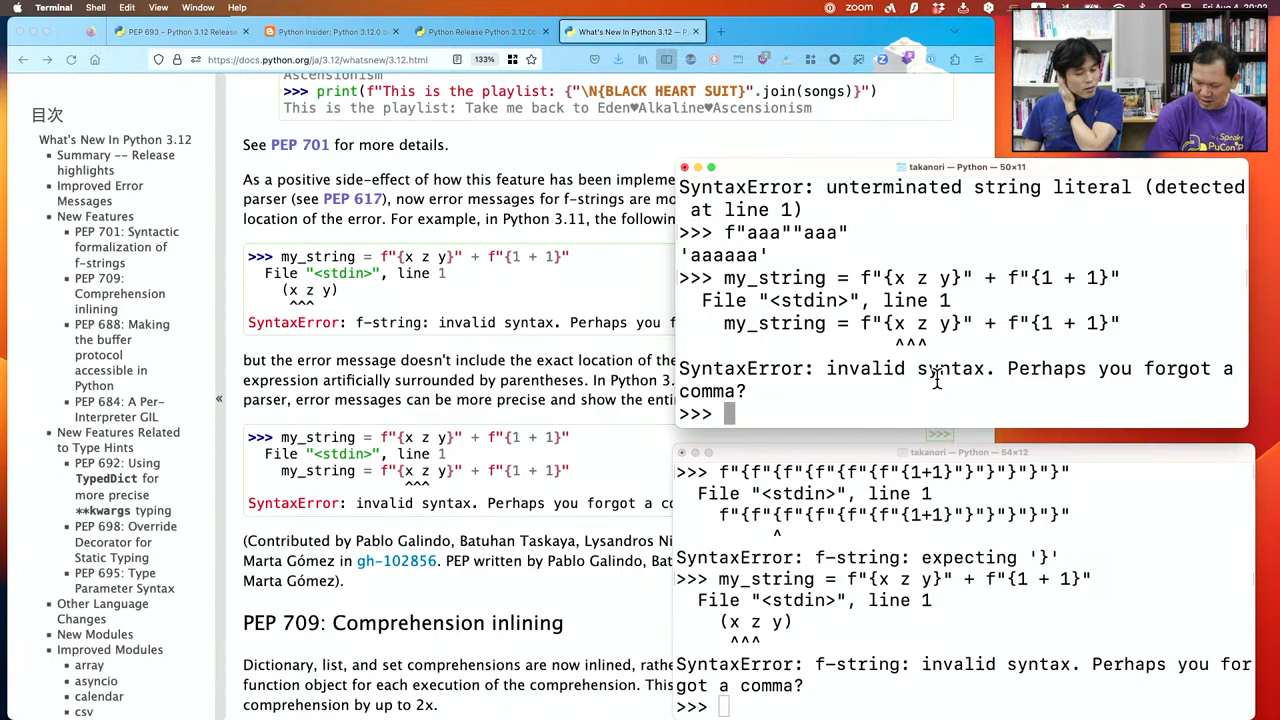 Terminal Shell Edit View Window Help
zoom
Fri Aug 4 20:02
PEP 693 – Python 3.12 Release
Python Insider: Python 3.12.0 b
Python Release Python 3.12.0b
What's New In Python 3.12 — P
https://docs.python.org/ja/3.12/whatsnew/3.12.html
133%
目次
What's New In Python 3.12
Summary -- Release
highlights
Improved Error
Messages
New Features
PEP 701: Syntactic
formalization of
f-strings
PEP 709:
Comprehension
inlining
PEP 688: Making
the buffer
protocol
accessible in
Python
PEP 684: A Per-
Interpreter GIL
New Features Related
to Type Hints
PEP 692: Using
TypedDict for
more precise
**kwargs typing
PEP 698: Override
Decorator for
Static Typing
PEP 695: Type
Parameter Syntax
Other Language
Changes
New Modules
Improved Modules
array
asyncio
calendar
csv
«
Ascensionism
>>> print(f"This is the playlist: {"\N{BLACK HEART SUIT}".join(songs)}")
This is the playlist: Take me back to Eden♥Alkaline♥Ascensionism
See PEP 701 for more details.
As a positive side-effect of how this feature has been impleme
parser (see PEP 617), now error messages for f-strings are mo
location of the error. For example, in Python 3.11, the followin
>>> my_string = f"{x z y}" + f"{1 + 1}"
File "<stdin>", line 1
(x z y)
^^^
SyntaxError: f-string: invalid syntax. Perhaps you f
but the error message doesn't include the exact location of the
expression artificially surrounded by parentheses. In Python 3.
parser, error messages can be more precise and show the enti
>>>
>>> my_string = f"{x z y}" + f"{1 + 1}"
File "<stdin>", line 1
my_string = f"{x z y}" + f"{1 + 1}"
^^^
SyntaxError: invalid syntax. Perhaps you forgot a co
(Contributed by Pablo Galindo, Batuhan Taskaya, Lysandros Ni
Marta Gómez in gh-102856. PEP written by Pablo Galindo, Bat
Marta Gómez).
PEP 709: Comprehension inlining
Dictionary, list, and set comprehensions are now inlined, rathe
function object for each execution of the comprehension. This
comprehension by up to 2x.
takanori — Python — 50×11
SyntaxError: unterminated string literal (detected
at line 1)
>>> f"aaa""aaa"
'aaaaaa'
>>> my_string = f"{x z y}" + f"{1 + 1}"
File "<stdin>", line 1
my_string = f"{x z y}" + f"{1 + 1}"
^^^
SyntaxError: invalid syntax. Perhaps you forgot a
comma?
>>>
takanori — Python — 54×12
>>> f"{f"{f"{f"{f"{f"{1+1}"}"}"}"}"}"
File "<stdin>", line 1
f"{f"{f"{f"{f"{f"{1+1}"}"}"}"}"}"
^
SyntaxError: f-string: expecting '}'
>>> my_string = f"{x z y}" + f"{1 + 1}"
File "<stdin>", line 1
(x z y)
^^^
SyntaxError: f-string: invalid syntax. Perhaps you for
got a comma?
>>>